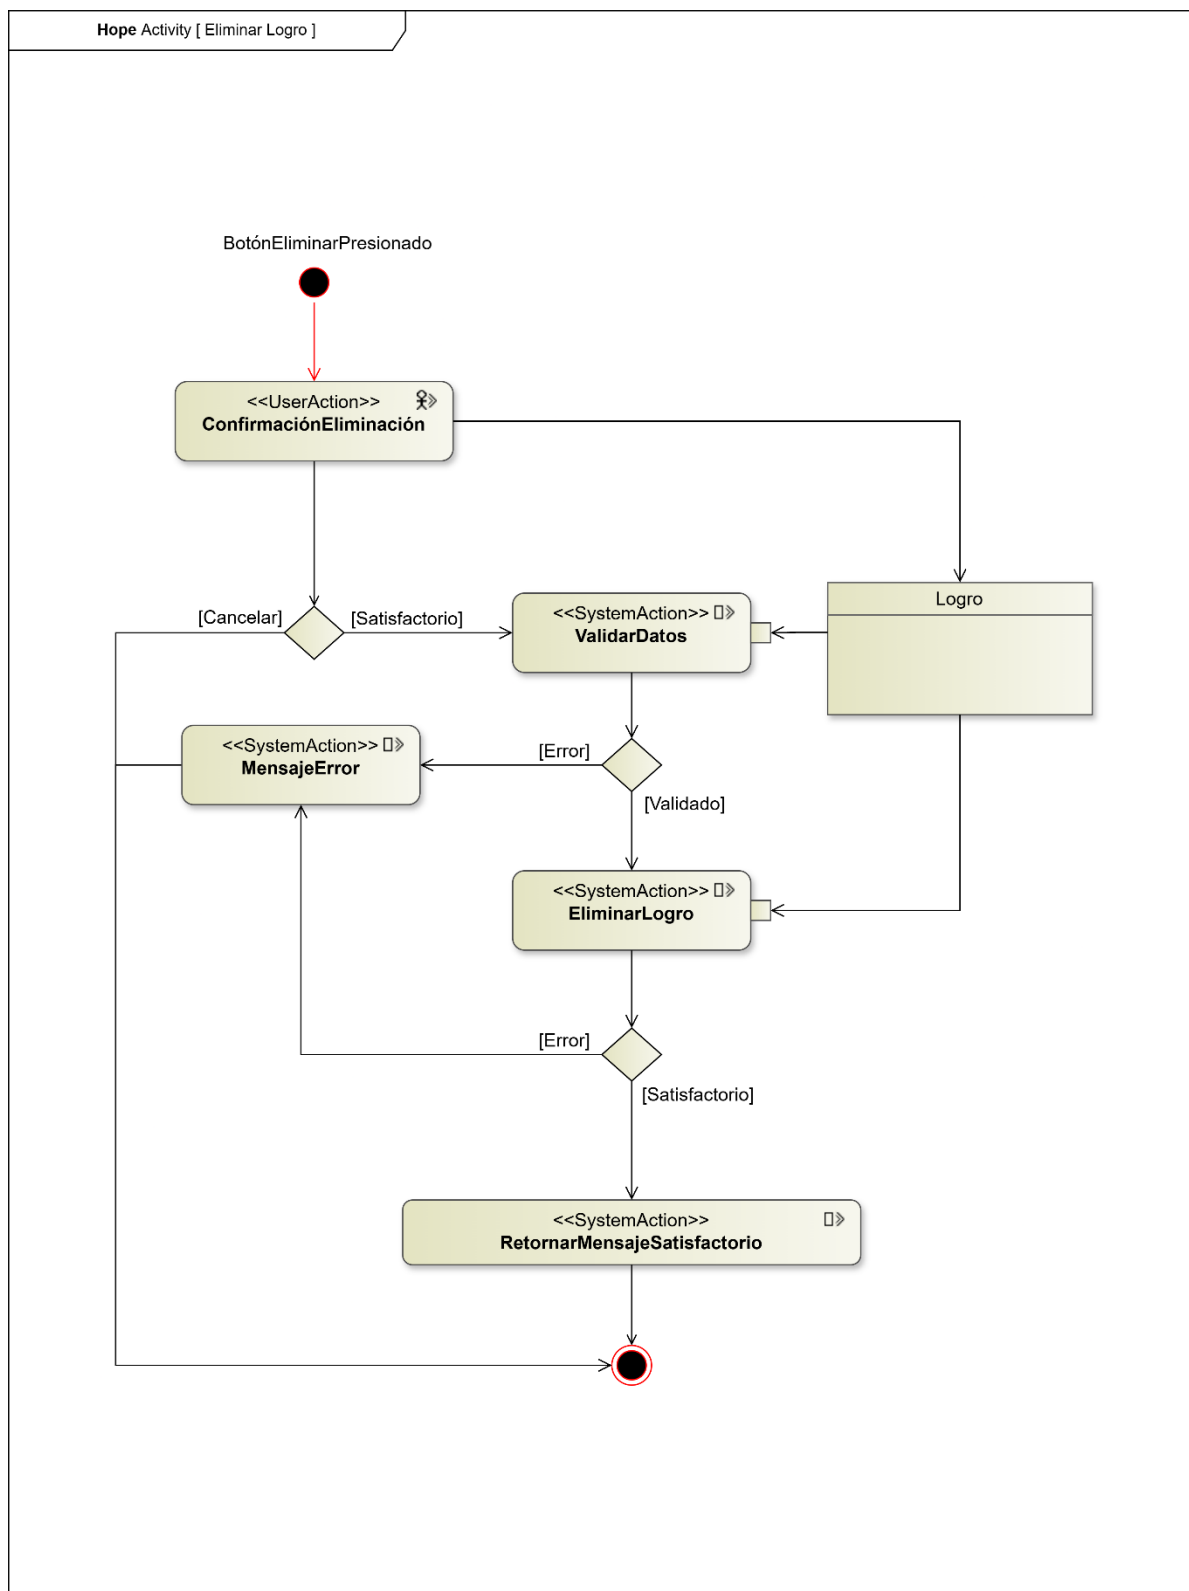 Hope Activity [ Eliminar Logro ]
BotónEliminarPresionado
<<UserAction>>
ConfirmaciónEliminación
[Cancelar]
[Satisfactorio]
<<SystemAction>>
ValidarDatos
Logro
<<SystemAction>>
MensajeError
[Error]
[Validado]
<<SystemAction>>
EliminarLogro
[Error]
[Satisfactorio]
<<SystemAction>>
RetornarMensajeSatisfactorio